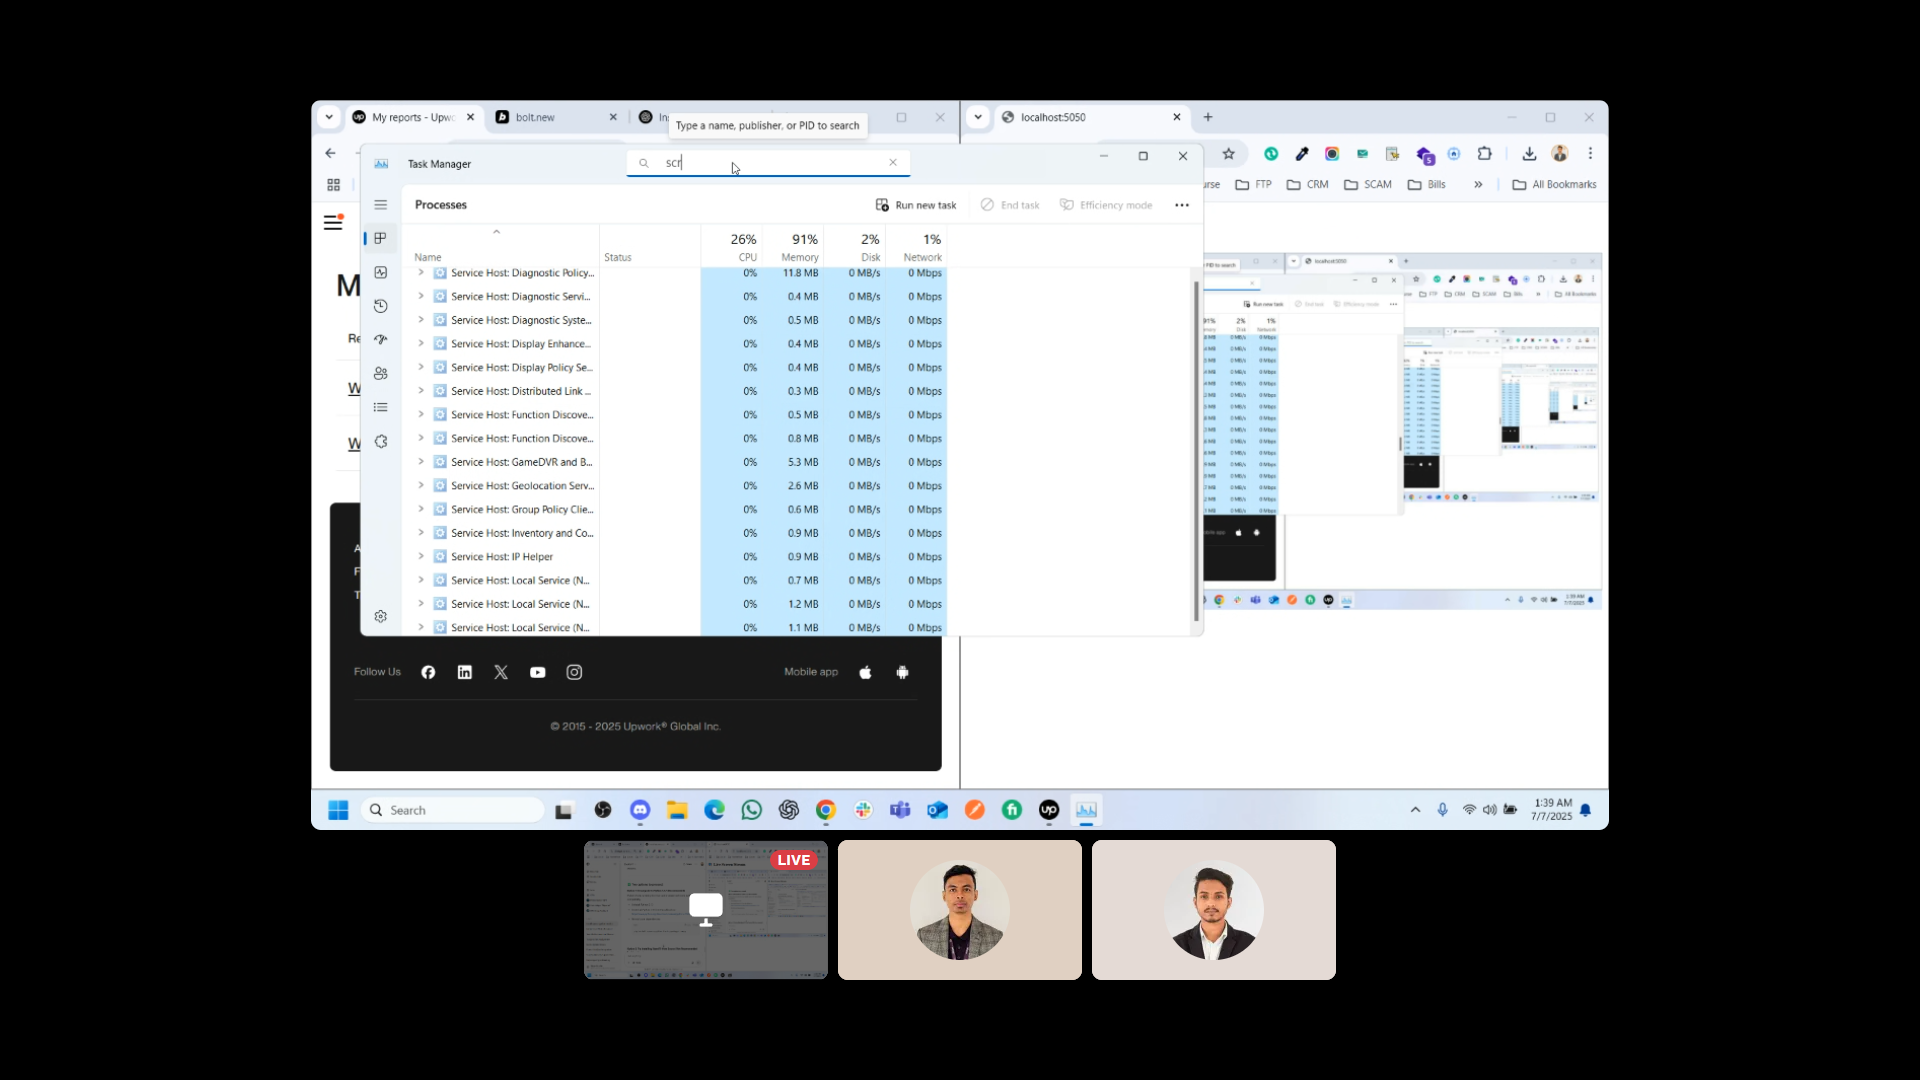 My reports - Upwo
bolt.new
Ins
localhost:5050
Type a name, publisher, or PID to search
Task Manager
scr
urse
FTP
CRM
SCAM
Bills
All Bookmarks
Processes
Run new task
End task
Efficiency mode
26%
91%
2%
1%
Name
Status
CPU
Memory
Disk
Network
Service Host: Diagnostic Policy... 0% 11.8 MB 0 MB/s 0 Mbps
Service Host: Diagnostic Servi... 0% 0.4 MB 0 MB/s 0 Mbps
Service Host: Diagnostic Syste... 0% 0.5 MB 0 MB/s 0 Mbps
Service Host: Display Enhance... 0% 0.4 MB 0 MB/s 0 Mbps
Service Host: Display Policy Se... 0% 0.4 MB 0 MB/s 0 Mbps
Service Host: Distributed Link ... 0% 0.3 MB 0 MB/s 0 Mbps
Service Host: Function Discove... 0% 0.5 MB 0 MB/s 0 Mbps
Service Host: Function Discove... 0% 0.8 MB 0 MB/s 0 Mbps
Service Host: GameDVR and B... 0% 5.3 MB 0 MB/s 0 Mbps
Service Host: Geolocation Serv... 0% 2.6 MB 0 MB/s 0 Mbps
Service Host: Group Policy Clie... 0% 0.6 MB 0 MB/s 0 Mbps
Service Host: Inventory and Co... 0% 0.9 MB 0 MB/s 0 Mbps
Service Host: IP Helper 0% 0.9 MB 0 MB/s 0 Mbps
Service Host: Local Service (N... 0% 0.7 MB 0 MB/s 0 Mbps
Service Host: Local Service (N... 0% 1.2 MB 0 MB/s 0 Mbps
Service Host: Local Service (N... 0% 1.1 MB 0 MB/s 0 Mbps
M
Re
W
W
A
F
T
Follow Us
Mobile app
© 2015 - 2025 Upwork® Global Inc.
Search
1:39 AM
7/7/2025
LIVE